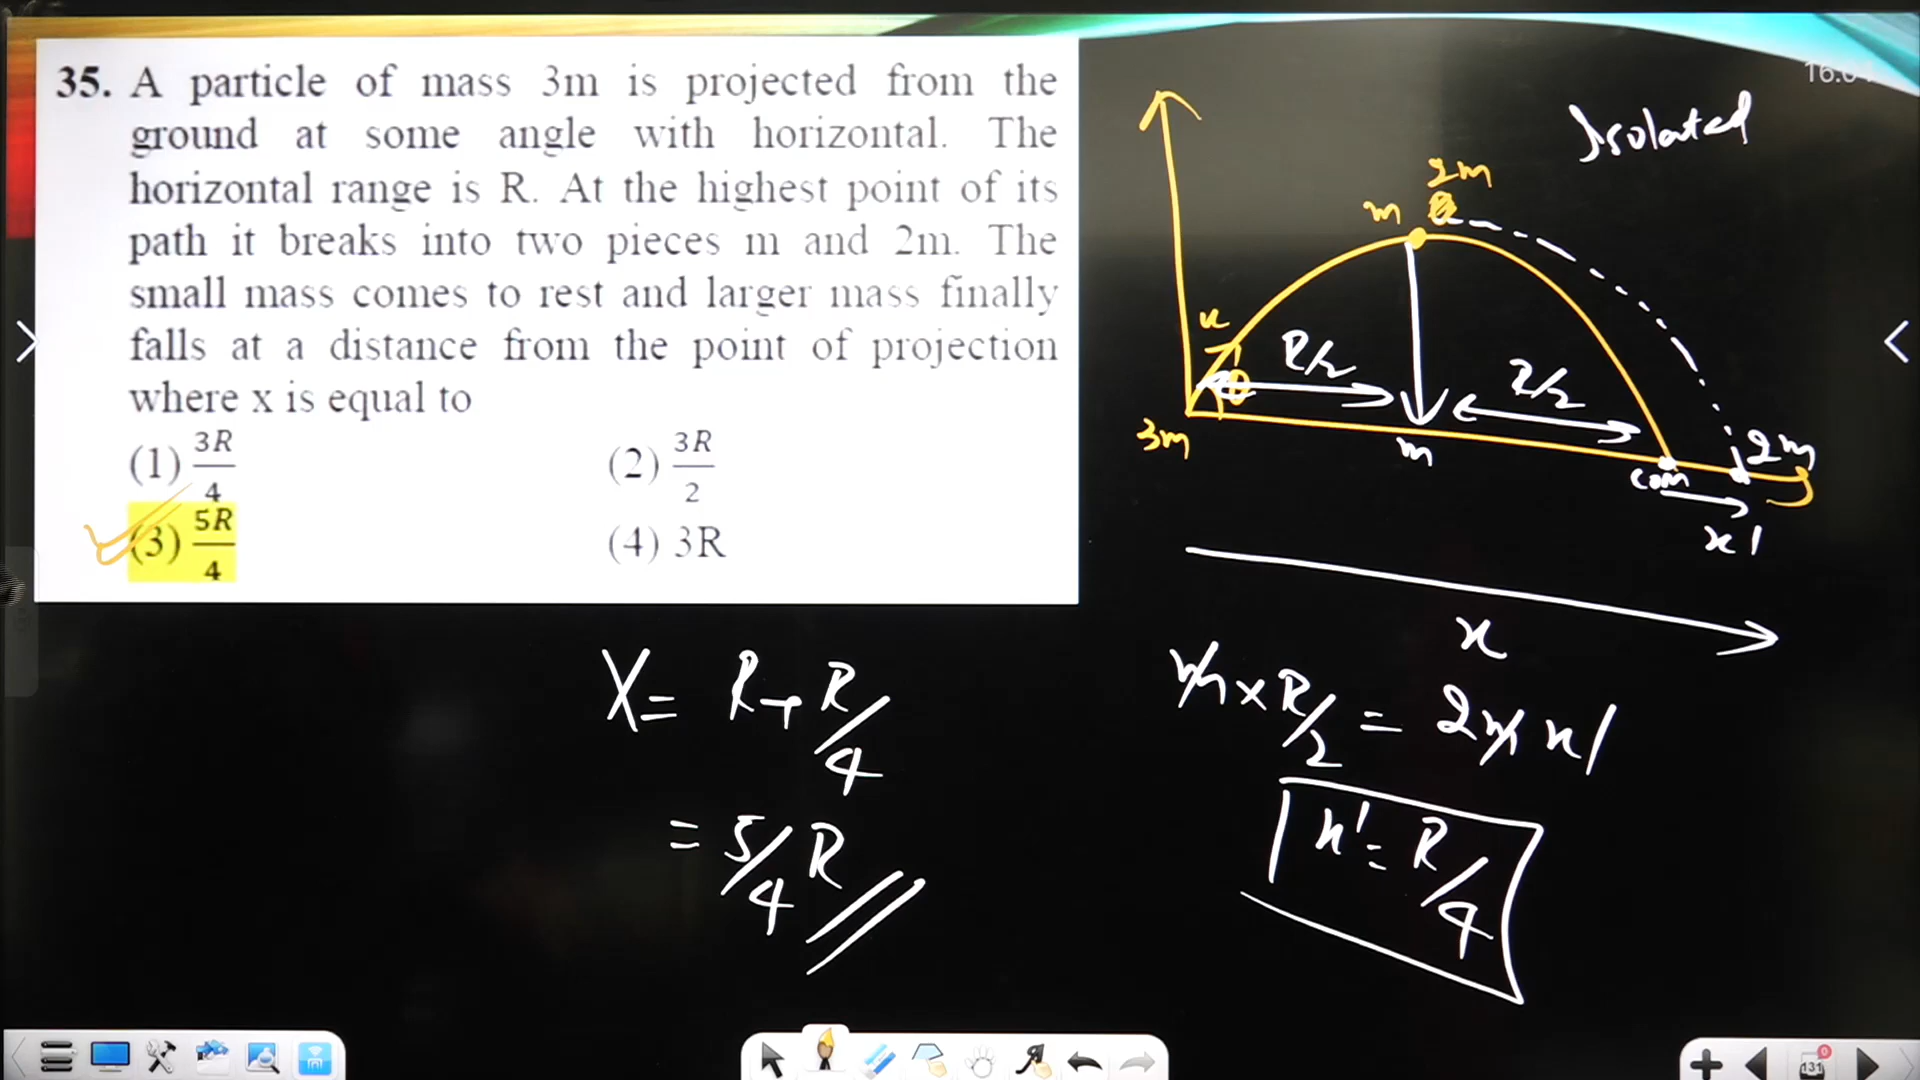 35. A particle of mass 3m is projected from the
ground at some angle with horizontal. The
horizontal range is R. At the highest point of its
path it breaks into two pieces m and 2m. The
small mass comes to rest and larger mass finally
falls at a distance from the point of projection
where x is equal to
(1) 3R/4 (2) 3R/2
(3) 5R/4 (4) 3R
Isolated
2m
m
u
θ
R/2
R/2
3m
m
com
2m
x'
x
X = R + R/4
= 5/4 R
m × R/2 = 2m x'
x' = R/4
131
0